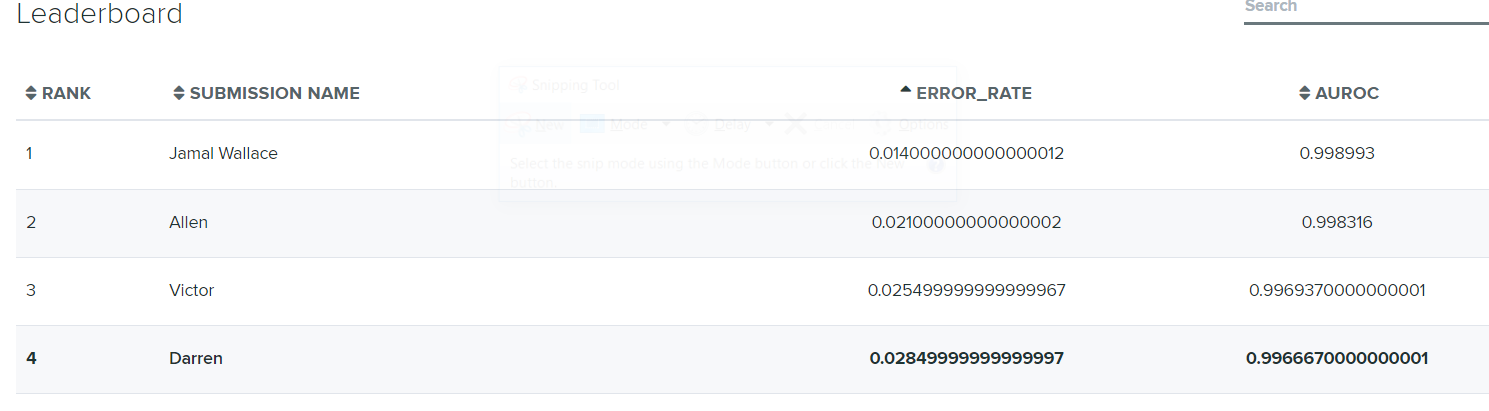 Leaderboard
Search
RANK SUBMISSION NAME ERROR_RATE AUROC
Snipping Tool
New Mode Delay Options
1 Jamal Wallace 0.014000000000000012 0.998993
Select the snip mode using the Mode button or click the New
button.
2 Allen 0.02100000000000002 0.998316
3 Victor 0.025499999999999967 0.9969370000000001
4 Darren 0.02849999999999997 0.9966670000000001